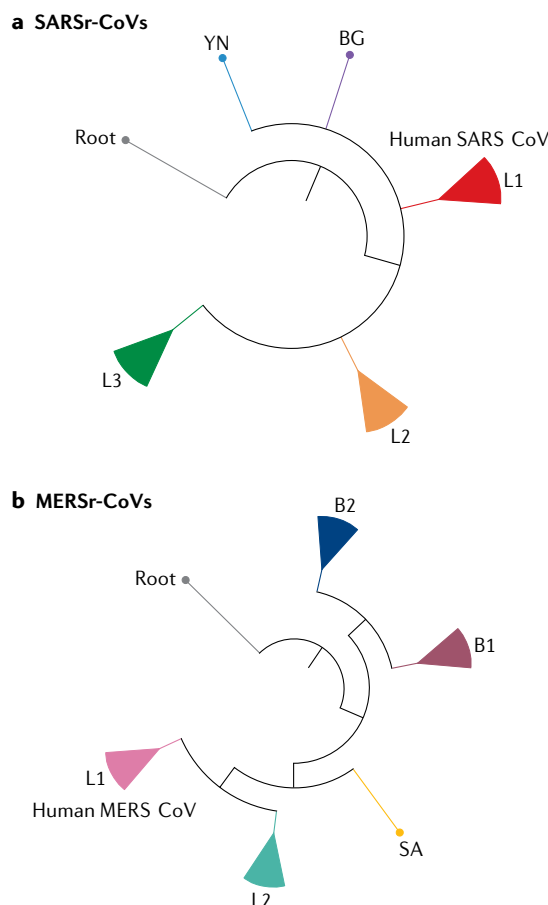 a SARSr-CoVs
YN
BG
Root
Human SARS CoV
L1
L3
L2
b MERSr-CoVs
B2
Root
B1
L1
Human MERS CoV
SA
L2